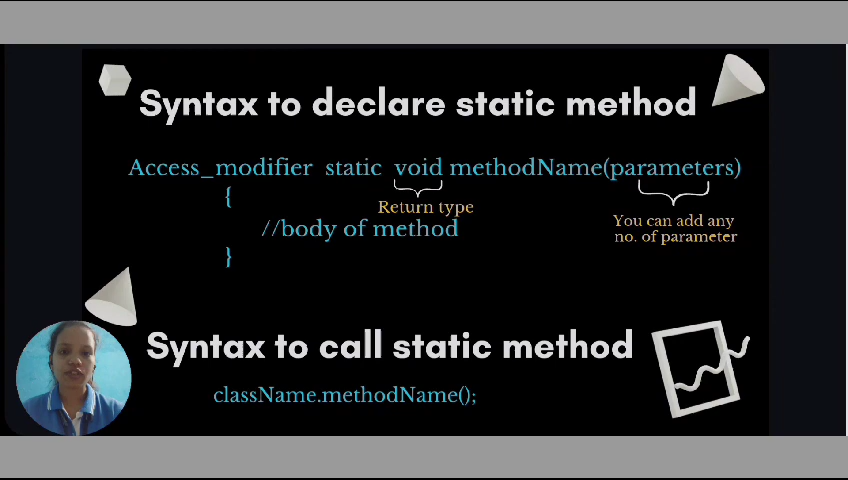 Syntax to declare static method
Access_modifier static void methodName(parameters)
{
Return type
You can add any
no. of parameter
//body of method
}
Syntax to call static method
className.methodName();